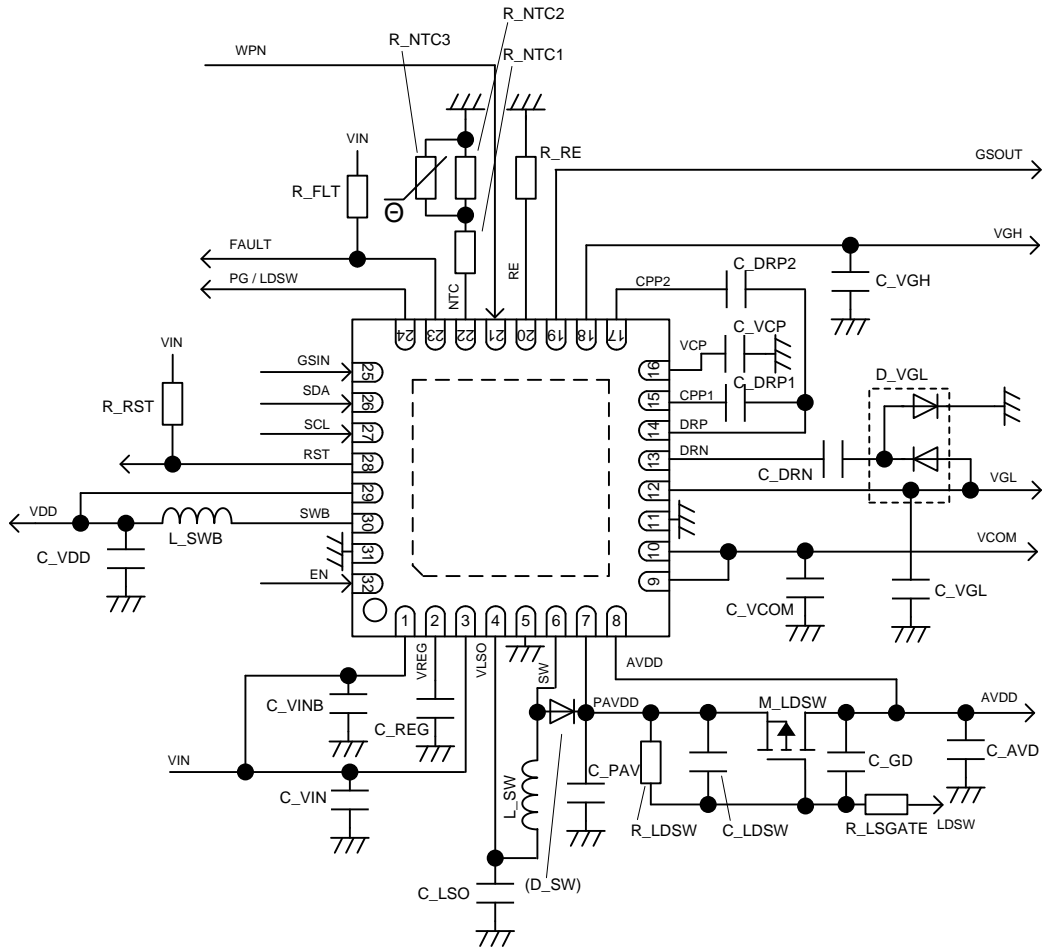 R_NTC2
R_NTC3
R_NTC1
WPN
VIN
R_RE
GSOUT
R_FLT
Θ
FAULT
VGH
C_DRP2
PG / LDSW
NTC
RE
CPP2
C_VGH
24 23 22 21 20 19 18 17
C_VCP
VIN
VCP
GSIN
25
16
C_DRP1
D_VGL
R_RST
SDA
26
15
CPP1
SCL
27
14
DRP
RST
28
13
DRN
C_DRN
29
12
VGL
VDD
SWB
30
11
L_SWB
C_VDD
31
10
VCOM
EN
32
9
C_VCOM
C_VGL
1 2 3 4 5 6 7 8
VREG
VLSO
SW
AVDD
C_VINB
C_REG
PAVDD
M_LDSW
AVDD
VIN
C_VIN
L_SW
C_PAV
C_GD
C_AVD
R_LDSW
C_LDSW
R_LSGATE
LDSW
C_LSO
(D_SW)